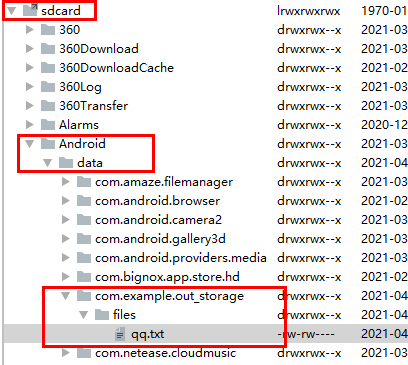 sdcard lrwxrwxrwx 1970-01
360 drwxrwx--x 2021-03
360Download drwxrwx--x 2021-03
360DownloadCache drwxrwx--x 2021-03
360Log drwxrwx--x 2021-03
360Transfer drwxrwx--x 2021-03
Alarms drwxrwx--x 2020-12
Android drwxrwx--x 2021-03
data drwxrwx--x 2021-04
com.amaze.filemanager drwxrwx--x 2021-03
com.android.browser drwxrwx--x 2021-02
com.android.camera2 drwxrwx--x 2021-03
com.android.gallery3d drwxrwx--x 2021-03
com.android.providers.media drwxrwx--x 2021-03
com.bignox.app.store.hd drwxrwx--x 2021-02
com.example.out_storage drwxrwx--x 2021-04
files drwxrwx--x 2021-04
qq.txt -rw-rw---- 2021-04
com.netease.cloudmusic drwxrwx--x 2021-03